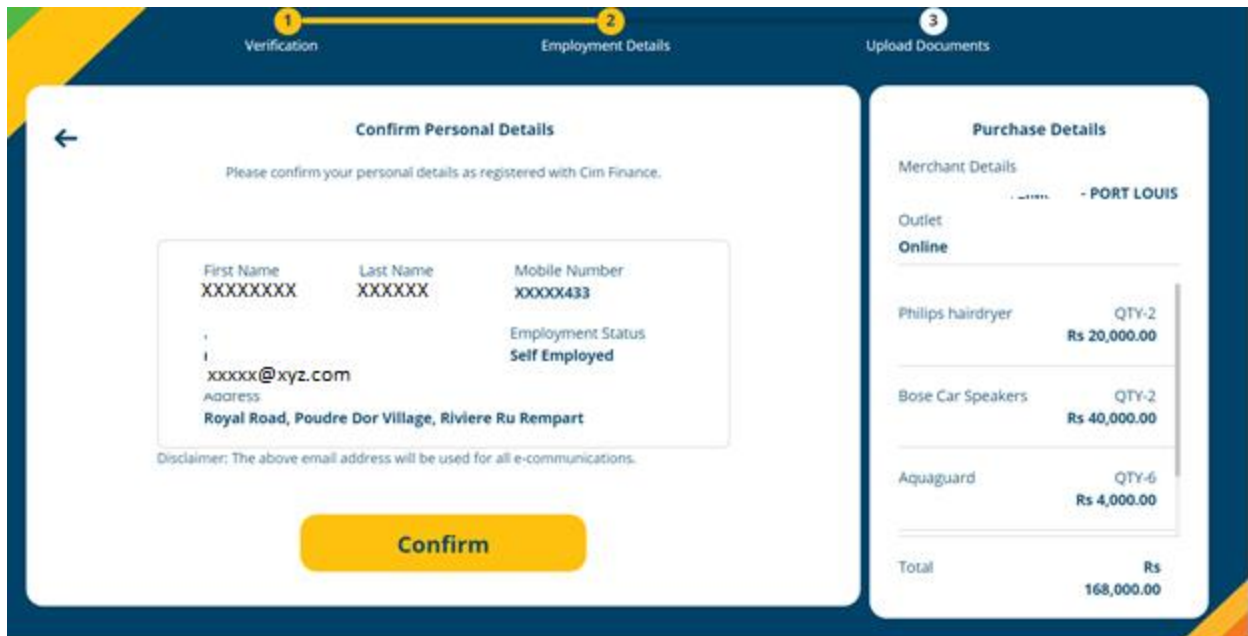 1
2
3
Verification
Employment Details
Upload Documents
Confirm Personal Details
Please confirm your personal details as registered with Cim Finance.
First Name
Last Name
Mobile Number
XXXXXXXX
XXXXXX
XXXXX433
Employment Status
Self Employed
xxxxx@xyz.com
Address
Royal Road, Poudre Dor Village, Riviere Ru Rempart
Disclaimer: The above email address will be used for all e-communications.
Confirm
Purchase Details
Merchant Details
- PORT LOUIS
Outlet
Online
Philips hairdryer
QTY-2
Rs 20,000.00
Bose Car Speakers
QTY-2
Rs 40,000.00
Aquaguard
QTY-6
Rs 4,000.00
Total
Rs
168,000.00